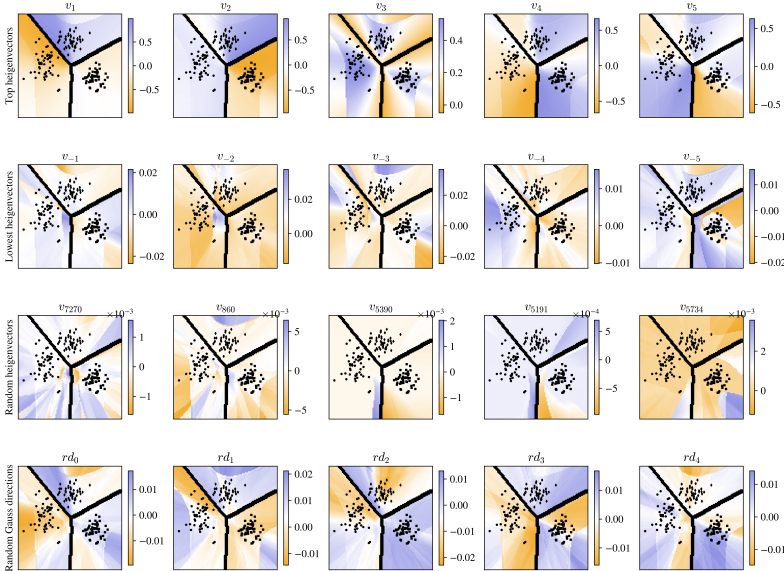 v1 v2 v3 v4 v5
Top heigenvectors
0.5 0.0 −0.5
0.5 0.0 −0.5
0.4 0.2 0.0
0.5 0.0 −0.5
0.5 0.0 −0.5
v−1 v−2 v−3 v−4 v−5
Lowest heigenvectors
0.02 0.00 −0.02
0.02 0.00
0.02 0.00 −0.02
0.01 0.00 −0.01
0.01 0.00 −0.01 −0.02
v7270 ×10−3 v860 ×10−3 v5390 ×10−3 v5191 ×10−4 v5734 ×10−3
Random heigenvectors
1 0 −1
5 0 −5
2 1 0 −1
5 0 −5
2 0
rd0 rd1 rd2 rd3 rd4
Random Gauss directions
0.01 0.00 −0.01
0.02 0.01 0.00 −0.01
0.01 0.00 −0.01 −0.02
0.01 0.00 −0.01
0.01 0.00 −0.01